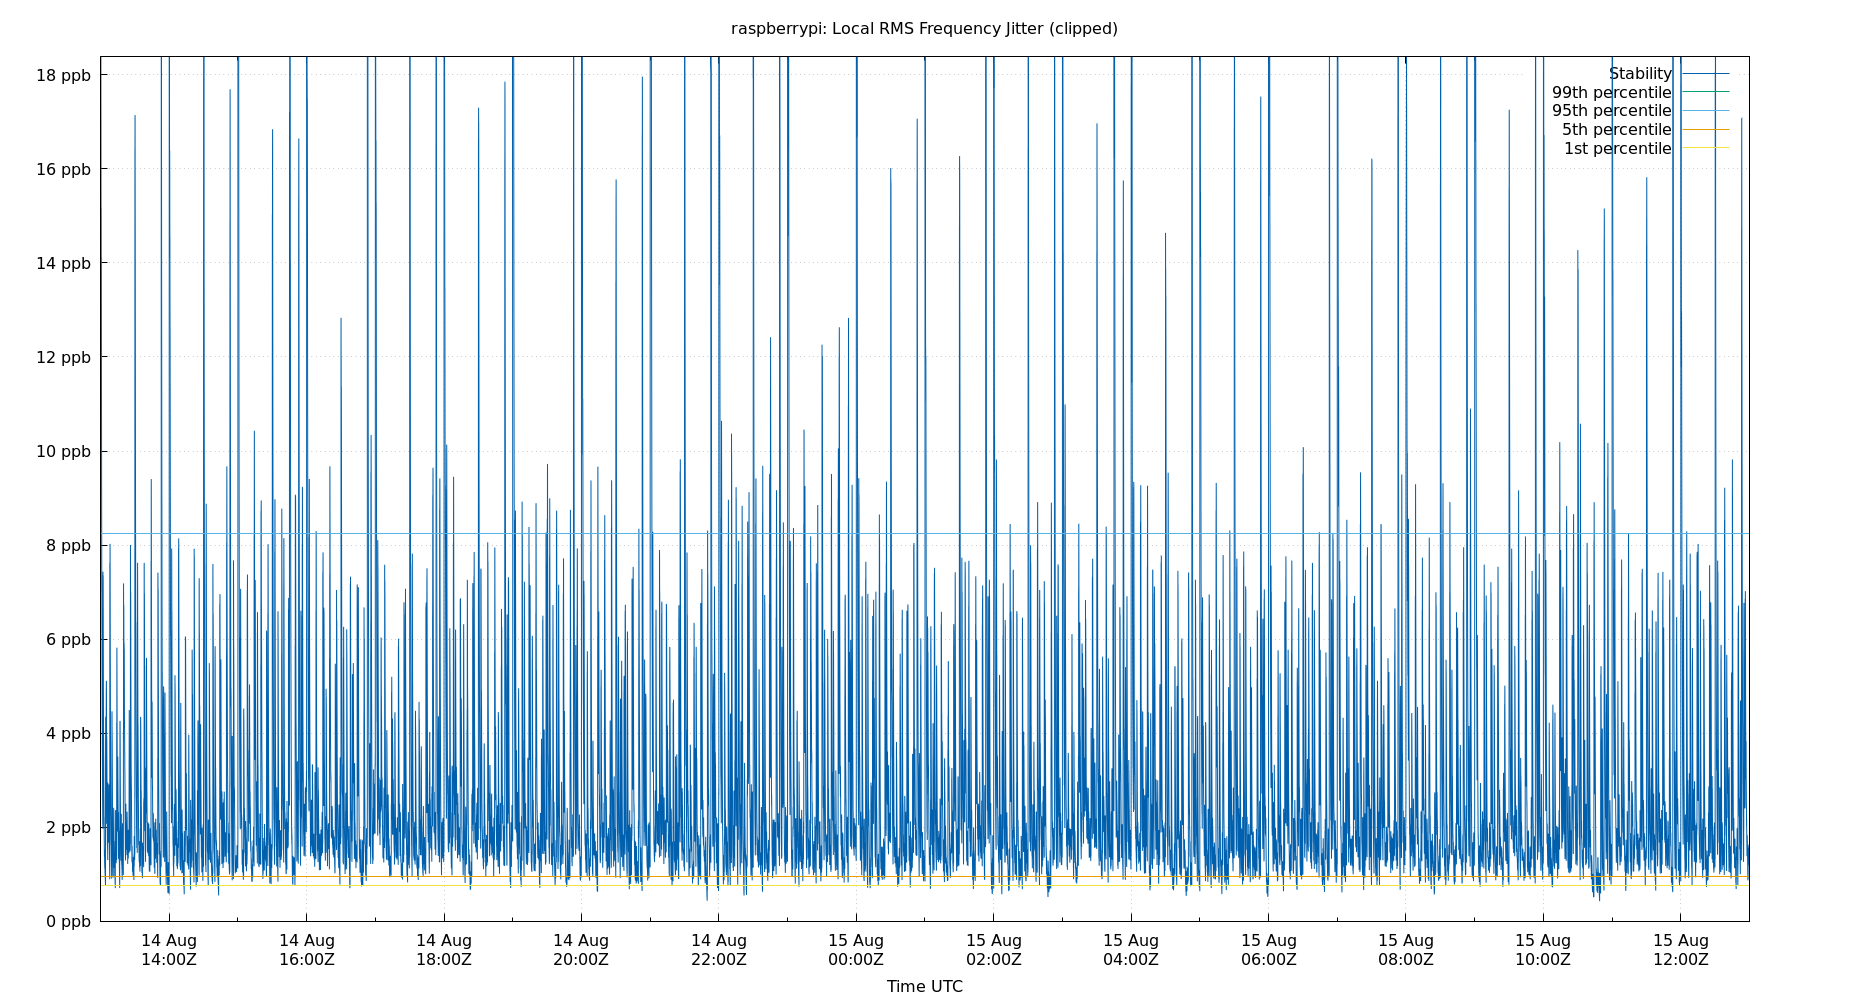 raspberrypi: Local RMS Frequency Jitter (clipped)
18 ppb
16 ppb
14 ppb
12 ppb
10 ppb
8 ppb
6 ppb
4 ppb
2 ppb
0 ppb
Stability
99th percentile
95th percentile
5th percentile
1st percentile
14 Aug
14:00Z
14 Aug
16:00Z
14 Aug
18:00Z
14 Aug
20:00Z
14 Aug
22:00Z
15 Aug
00:00Z
15 Aug
02:00Z
15 Aug
04:00Z
15 Aug
06:00Z
15 Aug
08:00Z
15 Aug
10:00Z
15 Aug
12:00Z
Time UTC